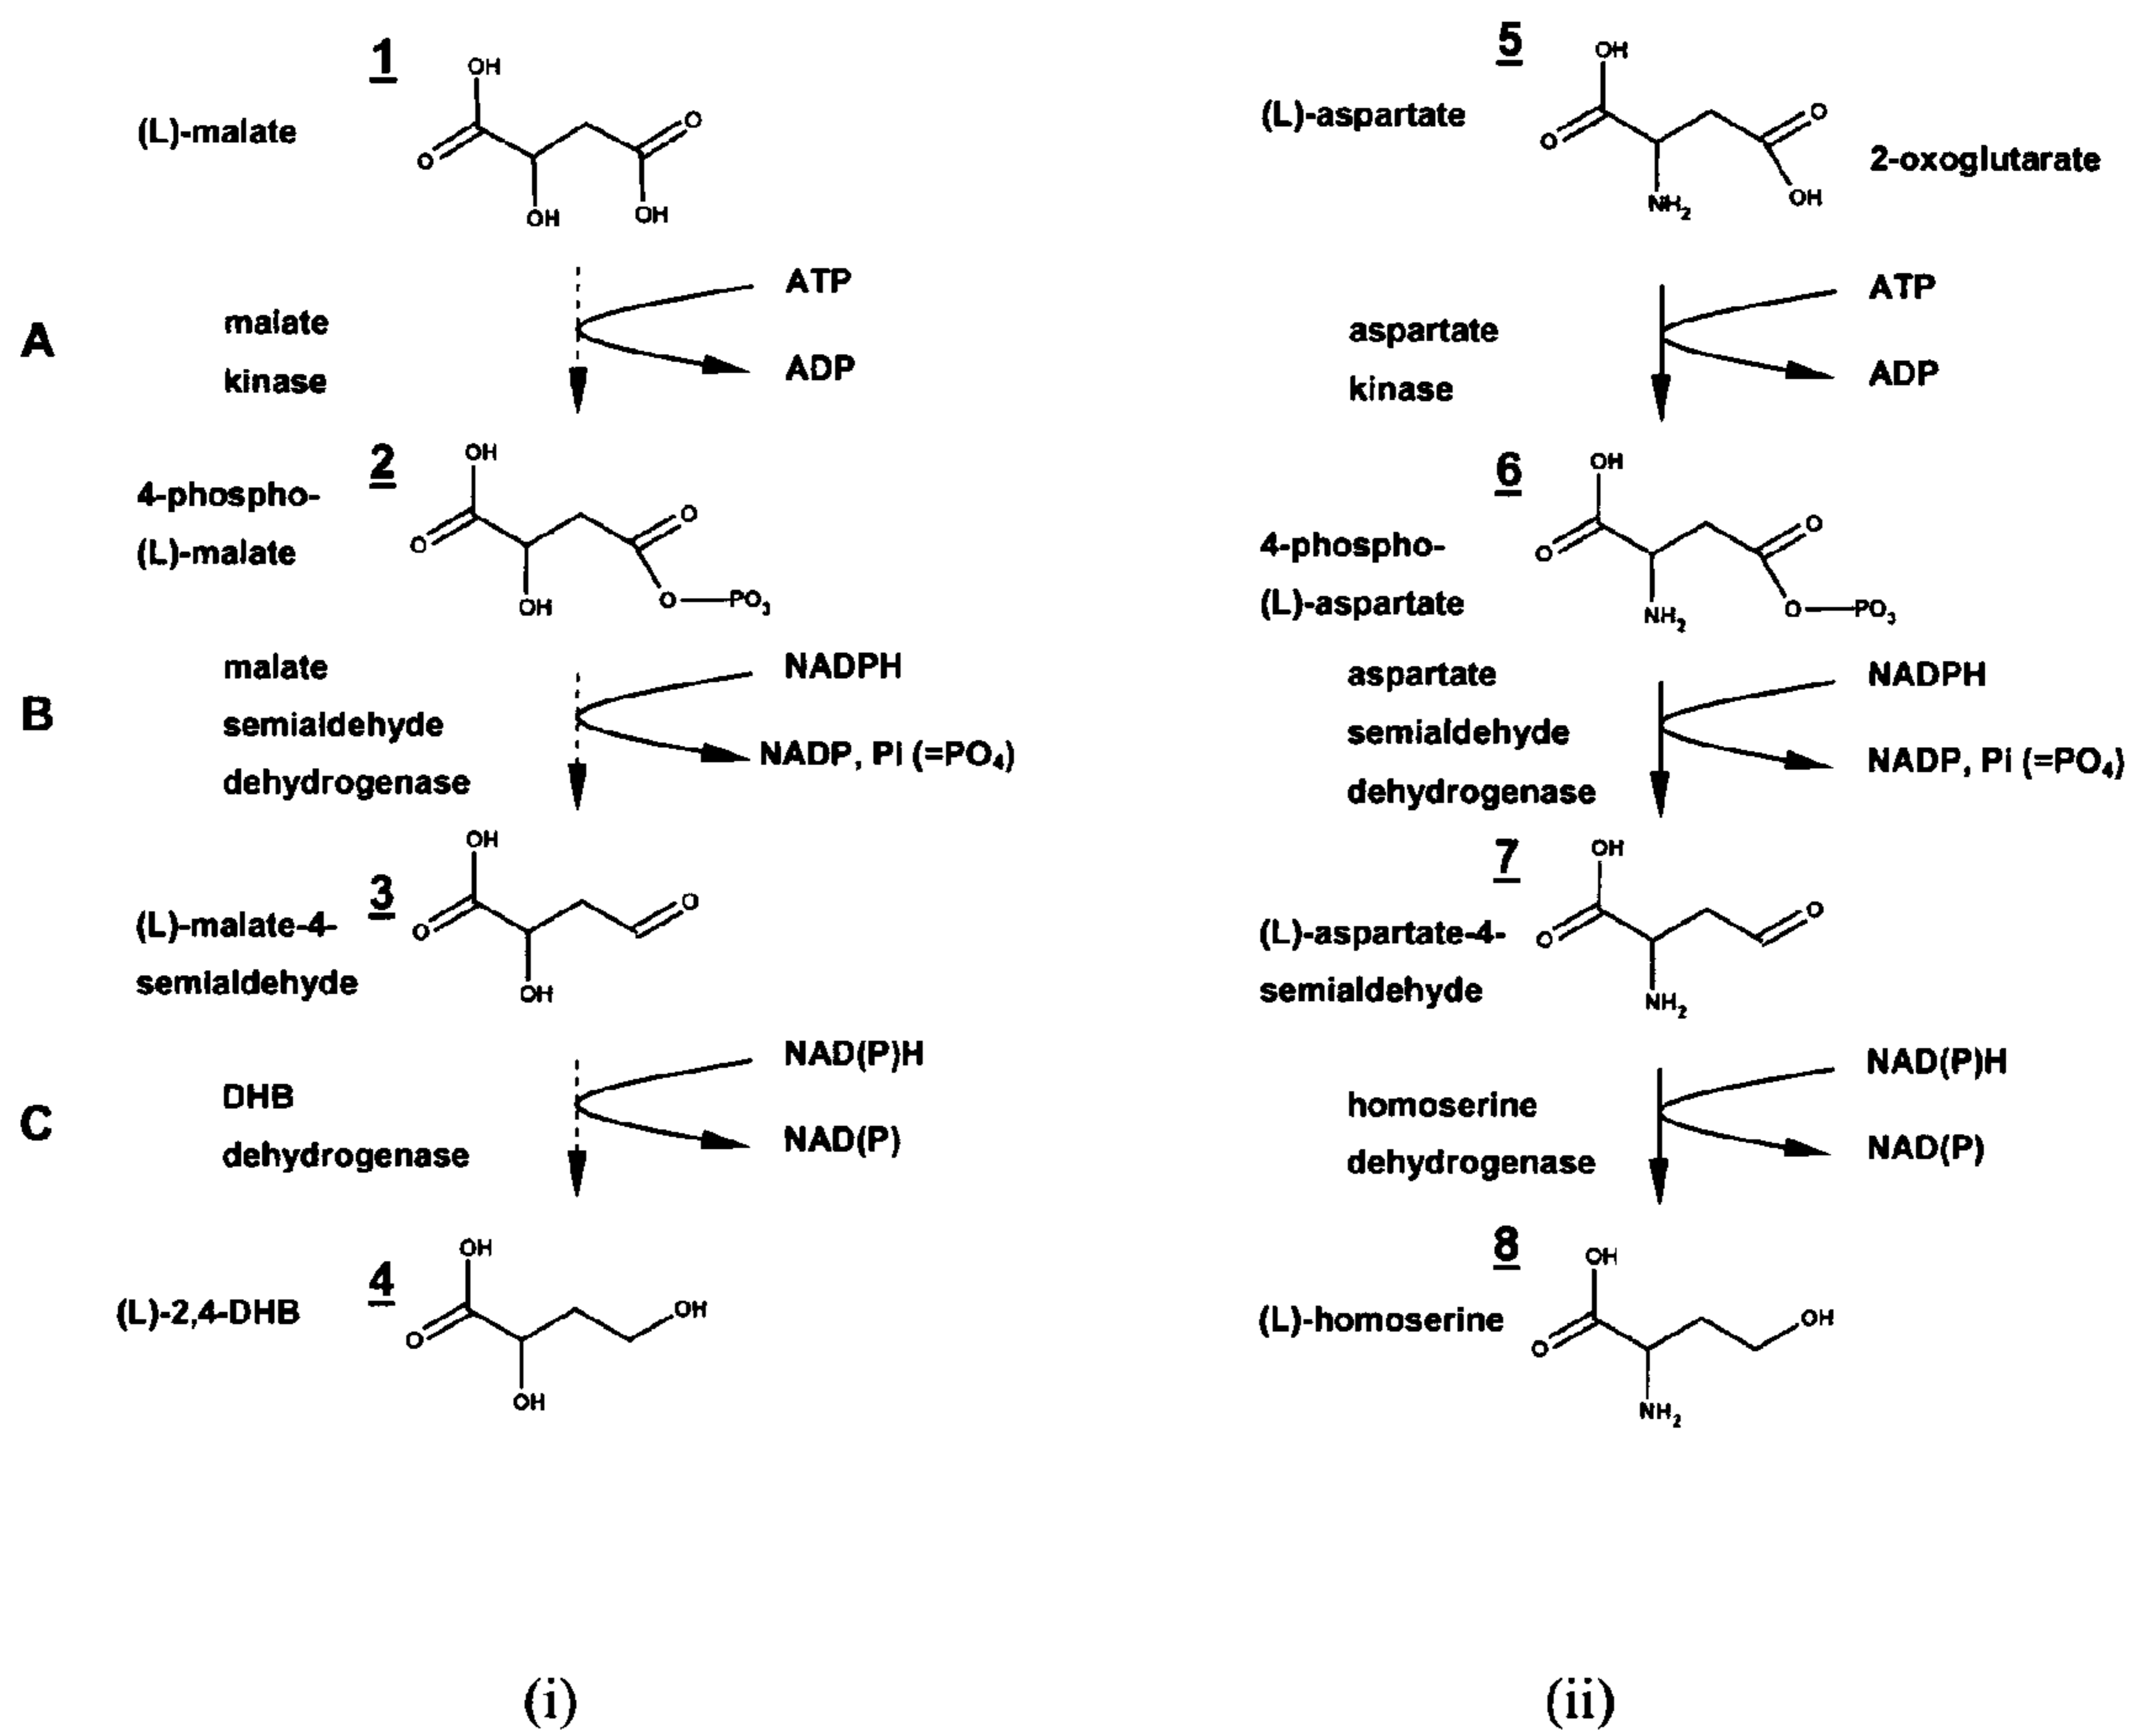 1
OH
(L)-malate
O
O
OH
OH
A
malate
kinase
ATP
ADP
2
OH
4-phospho-
(L)-malate
O
O
OH
O
PO3
B
malate
semialdehyde
dehydrogenase
NADPH
NADP, Pi (=PO4)
3
OH
(L)-malate-4-
semialdehyde
O
O
OH
C
DHB
dehydrogenase
NAD(P)H
NAD(P)
4
OH
(L)-2,4-DHB
O
OH
OH
(i)
5
OH
(L)-aspartate
O
O
OH
NH2
2-oxoglutarate
aspartate
kinase
ATP
ADP
6
OH
4-phospho-
(L)-aspartate
O
O
NH2
O
PO3
aspartate
semialdehyde
dehydrogenase
NADPH
NADP, Pi (=PO4)
7
OH
(L)-aspartate-4-
semialdehyde
O
O
NH2
homoserine
dehydrogenase
NAD(P)H
NAD(P)
8
OH
(L)-homoserine
O
OH
NH2
(ii)